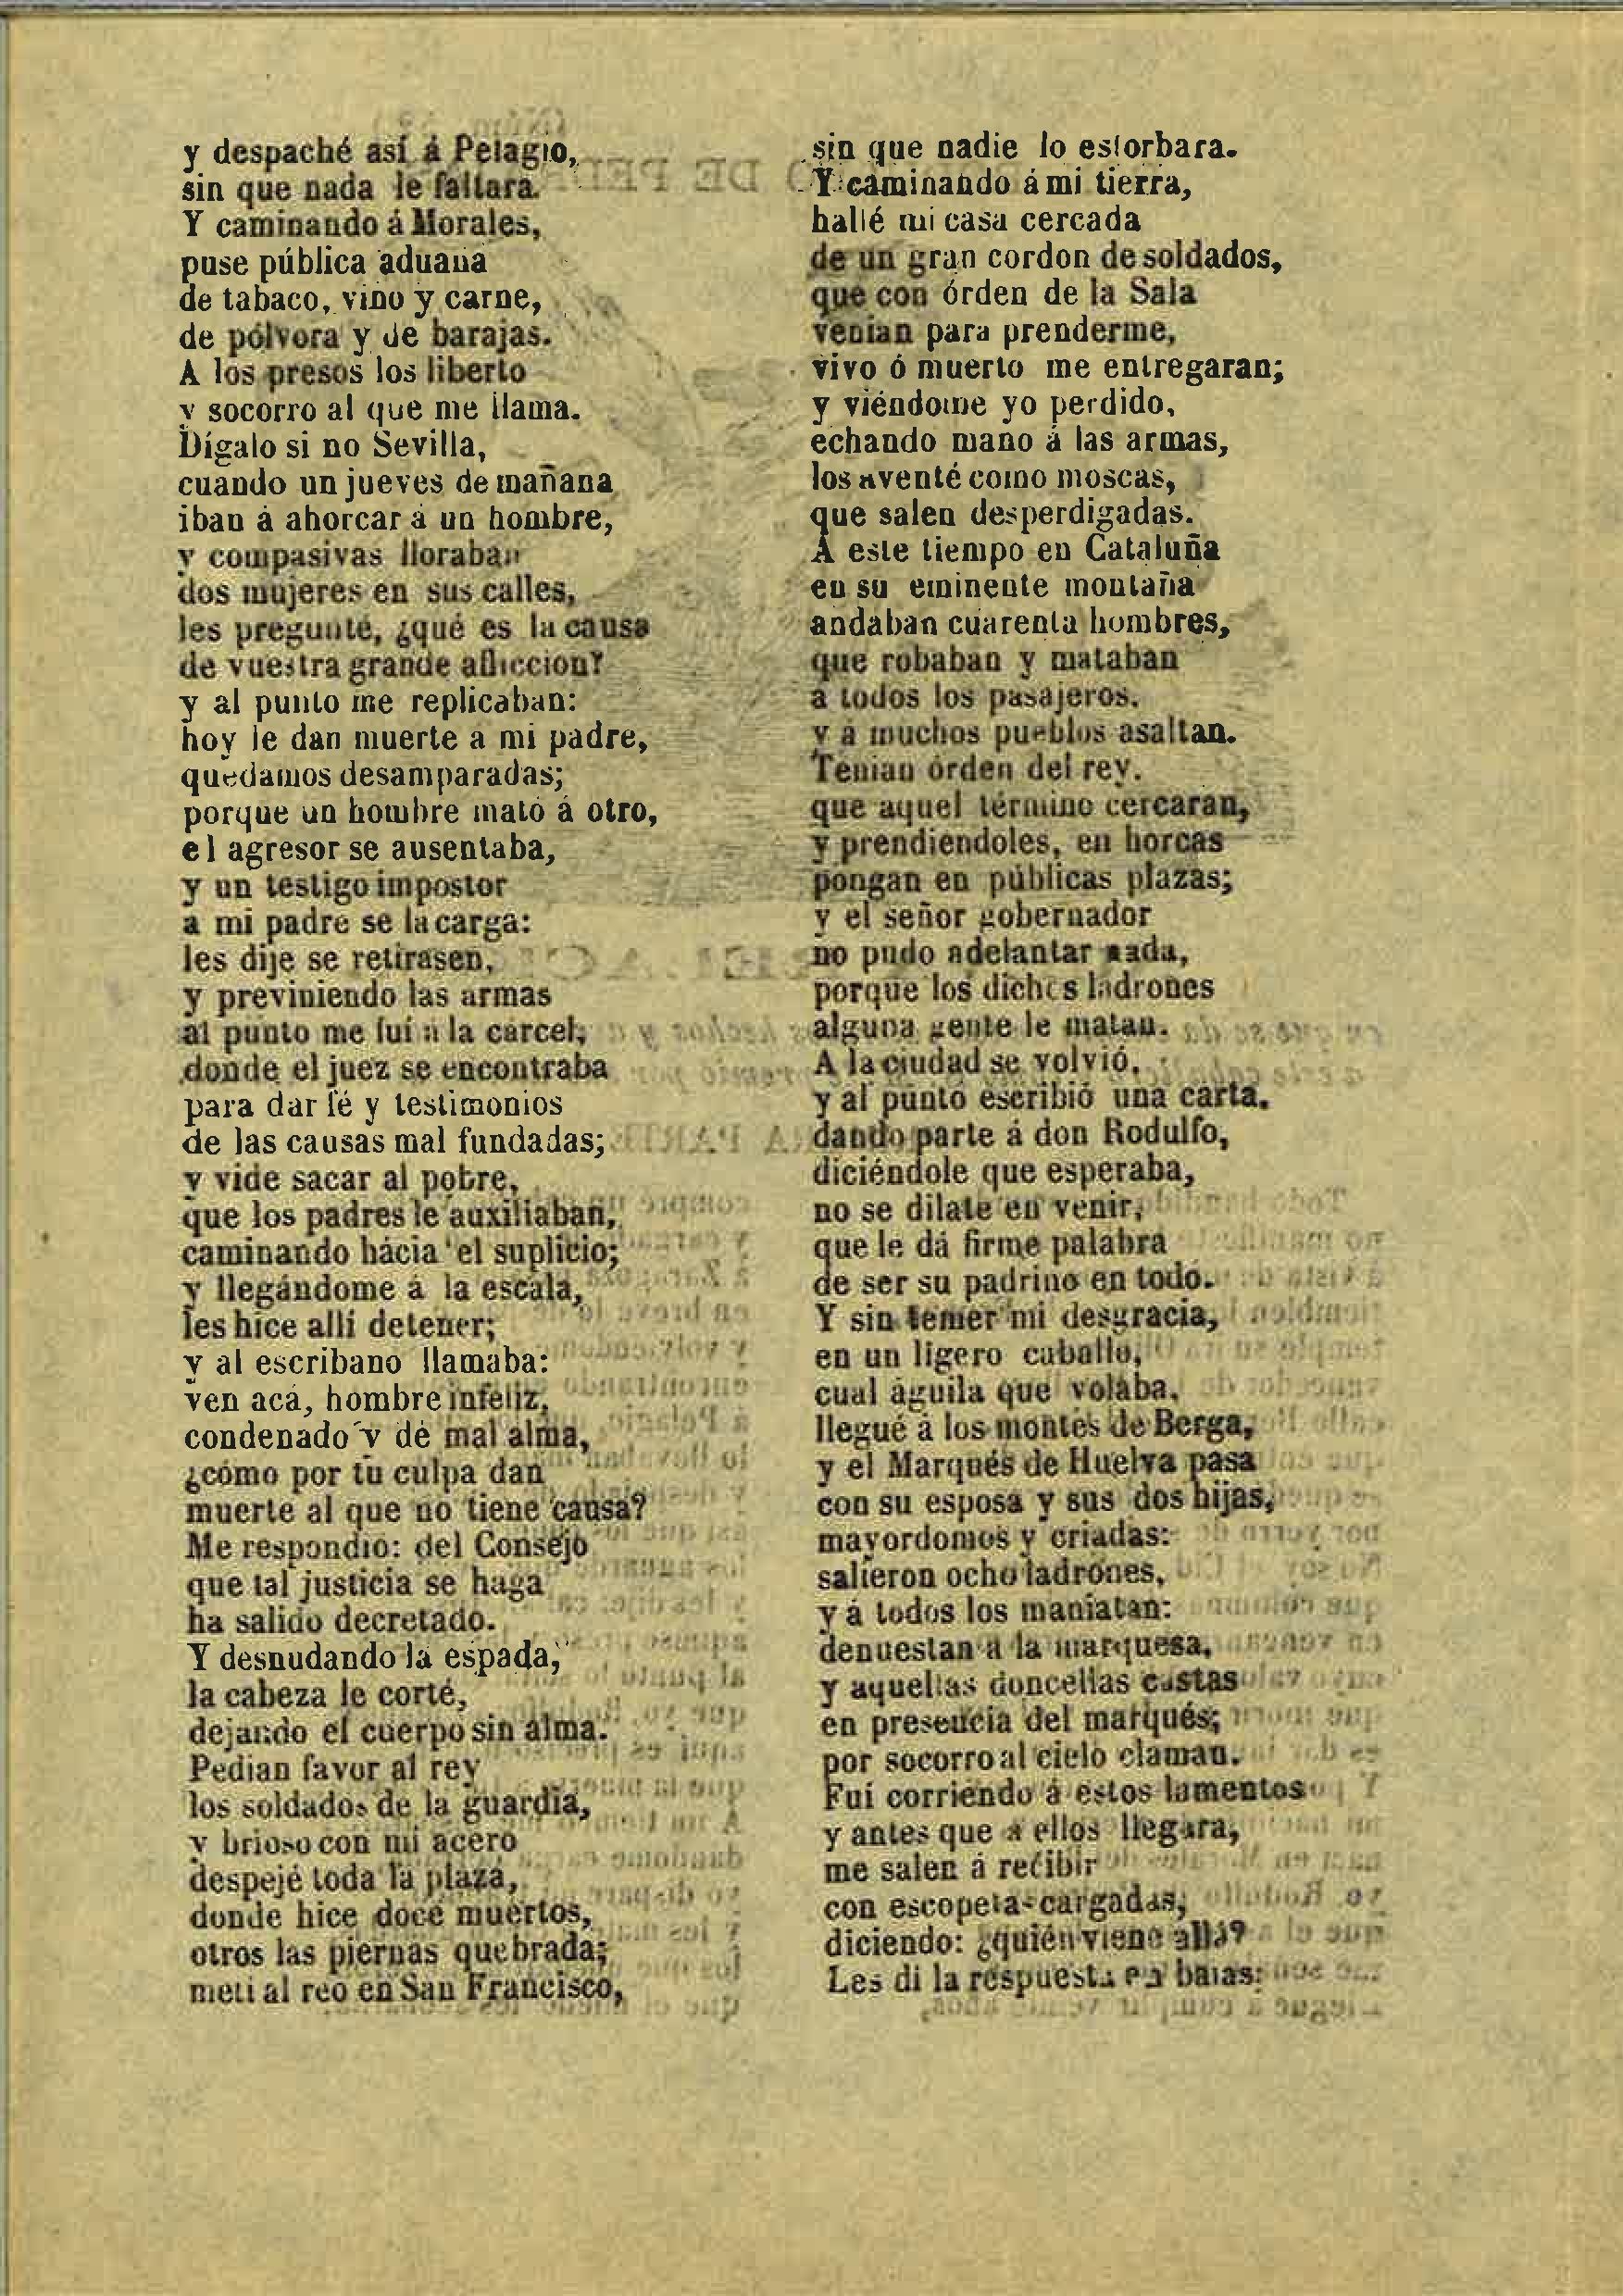 y despaché así á Pelagio,
sin que nada le faltara.
Y caminando á Morales,
puse pública aduana
de tabaco, vino y carne,
de pólvora y de barajas.
A los presos los liberto
y socorro al que me llama.
Dígalo si no Sevilla,
cuando un jueves de mañana
iban á ahorcar á un hombre,
y compasivas lloraban
dos mujeres en sus calles,
les pregunté, ¿qué es la causa
de vuestra grande afliccion?
y al punto me replicaban:
hoy le dan muerte a mi padre,
quedamos desamparadas;
porque un hombre mató á otro,
el agresor se ausentaba,
y un testigo impostor
a mi padre se la carga:
les dije se retirasen,
y previniendo las armas
al punto me fuí á la carcel,
donde el juez se encontraba
para dar fé y testimonios
de las causas mal fundadas;
y vide sacar al pobre,
que los padres le auxiliaban,
caminando hácia el suplicio;
y llegándome á la escala,
les hice allí detener;
y al escribano llamaba:
ven acá, hombre infeliz,
condenado y de mal alma,
¿cómo por tu culpa dan
muerte al que no tiene causa?
Me respondió: del Consejo
que tal justicia se haga
ha salido decretado.
Y desnudando la espada,
la cabeza le corté,
dejando el cuerpo sin alma.
Pedian favor al rey
los soldados de la guardia,
y brioso con mi acero
despejé toda la plaza,
donde hice doce muertos,
otros las piernas quebrada;
metí al reo en San Francisco,
sin que nadie lo estorbara.
Y caminando á mi tierra,
hallé mi casa cercada
de un gran cordon de soldados,
que con órden de la Sala
venian para prenderme,
vivo ó muerto me entregaran;
y viéndome yo perdido,
echando mano á las armas,
los aventé como moscas,
que salen desperdigadas.
A este tiempo en Cataluña
en su eminente montaña
andaban cuarenta hombres,
que robaban y mataban
a todos los pasajeros.
y a muchos pueblos asaltan.
Tenian órden del rey.
que aquel término cercaran,
y prendiendoles, en horcas
pongan en públicas plazas;
y el señor gobernador
no pudo adelantar nada,
porque los dichos ladrones
alguna gente le matan.
A la ciudad se volvió,
y al punto escribió una carta.
dando parte á don Rodulfo,
diciéndole que esperaba,
no se dilate en venir,
que le dá firme palabra
de ser su padrino en todo.
Y sin temer mi desgracia,
en un ligero caballo,
cual águila que volaba,
llegué á los montes de Berga,
y el Marqués de Huelva pasa
con su esposa y sus dos hijas,
mayordomos y criadas:
salieron ocho ladrones,
y á todos los maniatan:
denuestan a la marquesa,
y aquellas doncellas castas
en presencia del marqués;
por socorro al cielo claman.
Fuí corriendo á estos lamentos
y antes que a ellos llegara,
me salen á recibir
con escopetas cargadas,
diciendo: ¿quién viene allá?
Les di la respuesta en balas: